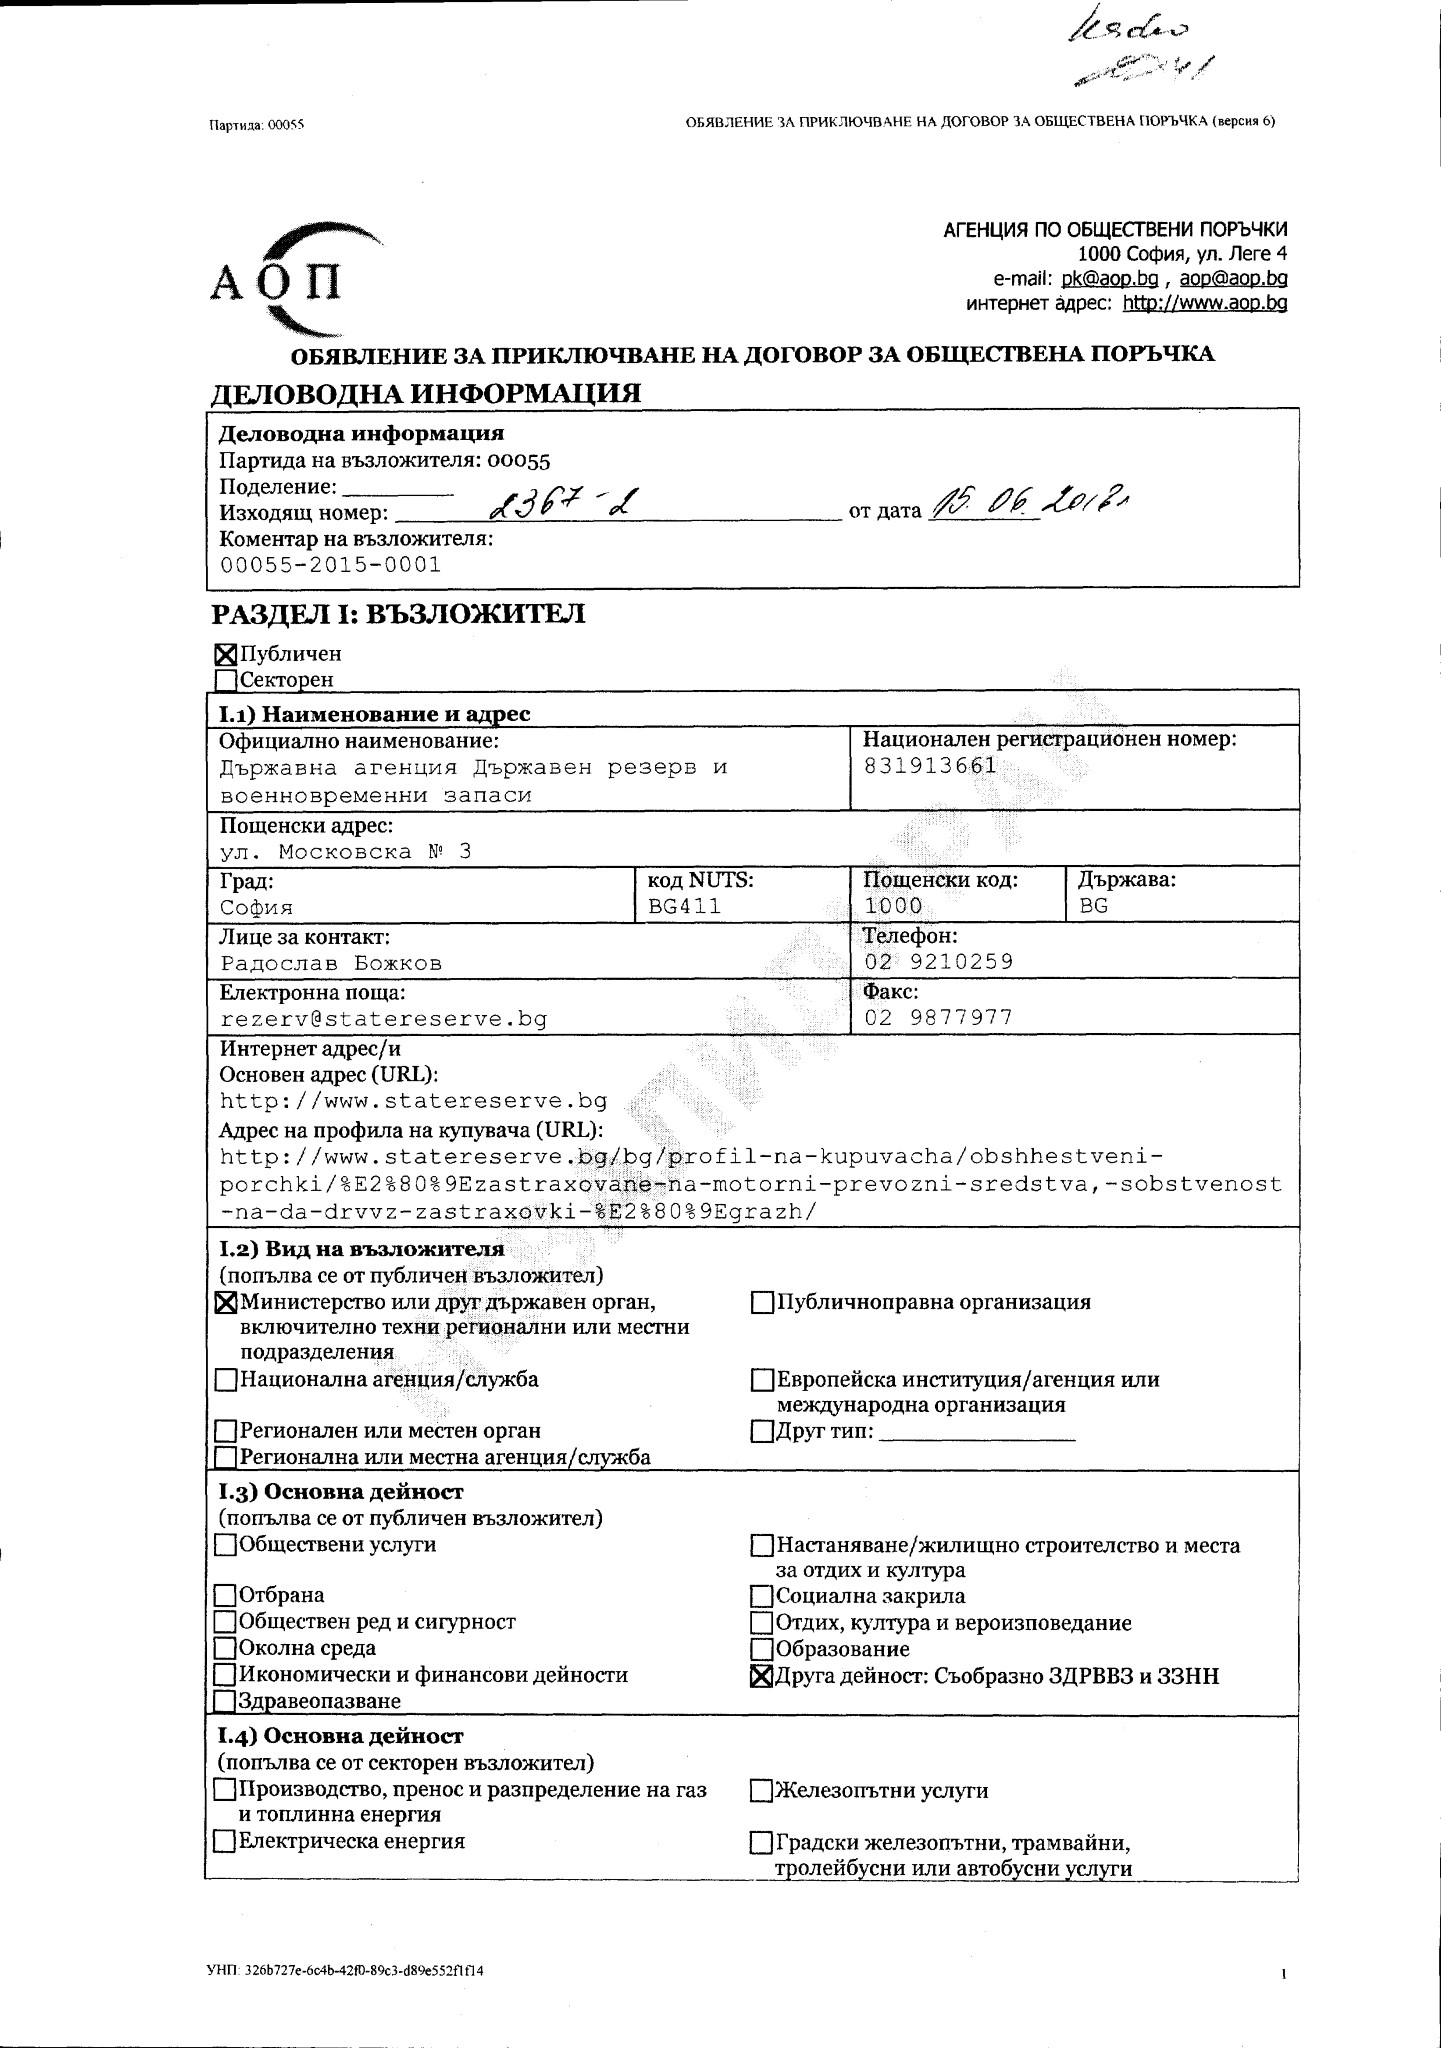 Партида: 00055
ОБЯВЛЕНИЕ ЗА ПРИКЛЮЧВАНЕ НА ДОГОВОР ЗА ОБЩЕСТВЕНА ПОРЪЧКА (версия 6)
АОП
АГЕНЦИЯ ПО ОБЩЕСТВЕНИ ПОРЪЧКИ
1000 София, ул. Леге 4
e-mail: pk@aop.bg , aop@aop.bg
интернет адрес: http://www.aop.bg
ОБЯВЛЕНИЕ ЗА ПРИКЛЮЧВАНЕ НА ДОГОВОР ЗА ОБЩЕСТВЕНА ПОРЪЧКА
ДЕЛОВОДНА ИНФОРМАЦИЯ
Деловодна информация
Партида на възложителя: 00055
Поделение:
Изходящ номер: 2367-2 от дата 15.06.
Коментар на възложителя:
00055-2015-0001
РАЗДЕЛ I: ВЪЗЛОЖИТЕЛ
Публичен
Секторен
I.1) Наименование и адрес
Официално наименование:
Държавна агенция Държавен резерв и
военновременни запаси
Национален регистрационен номер:
831913661
Пощенски адрес:
ул. Московска № 3
Град:
София
код NUTS:
BG411
Пощенски код:
1000
Държава:
BG
Лице за контакт:
Радослав Божков
Телефон:
02 9210259
Електронна поща:
rezerv@statereserve.bg
Факс:
02 9877977
Интернет адрес/и
Основен адрес (URL):
http://www.statereserve.bg
Адрес на профила на купувача (URL):
http://www.statereserve.bg/bg/profil-na-kupuvacha/obshhestveni-
porchki/%E2%80%9Ezastraxovane-na-motorni-prevozni-sredstva,-sobstvenost
-na-da-drvvz-zastraxovki-%E2%80%9Egrazh/
I.2) Вид на възложителя
(попълва се от публичен възложител)
Министерство или друг държавен орган,
включително техни регионални или местни
подразделения
Публичноправна организация
Национална агенция/служба
Европейска институция/агенция или
международна организация
Регионален или местен орган
Друг тип:
Регионална или местна агенция/служба
I.3) Основна дейност
(попълва се от публичен възложител)
Обществени услуги
Настаняване/жилищно строителство и места
за отдих и култура
Отбрана
Социална закрила
Обществен ред и сигурност
Отдих, култура и вероизповедание
Околна среда
Образование
Икономически и финансови дейности
Друга дейност: Съобразно ЗДРВВЗ и ЗЗНН
Здравеопазване
I.4) Основна дейност
(попълва се от секторен възложител)
Производство, пренос и разпределение на газ
и топлинна енергия
Железопътни услуги
Електрическа енергия
Градски железопътни, трамвайни,
тролейбусни или автобусни услуги
УНП: 326b727e-6c4b-42f0-89c3-d89e552f1f14
1